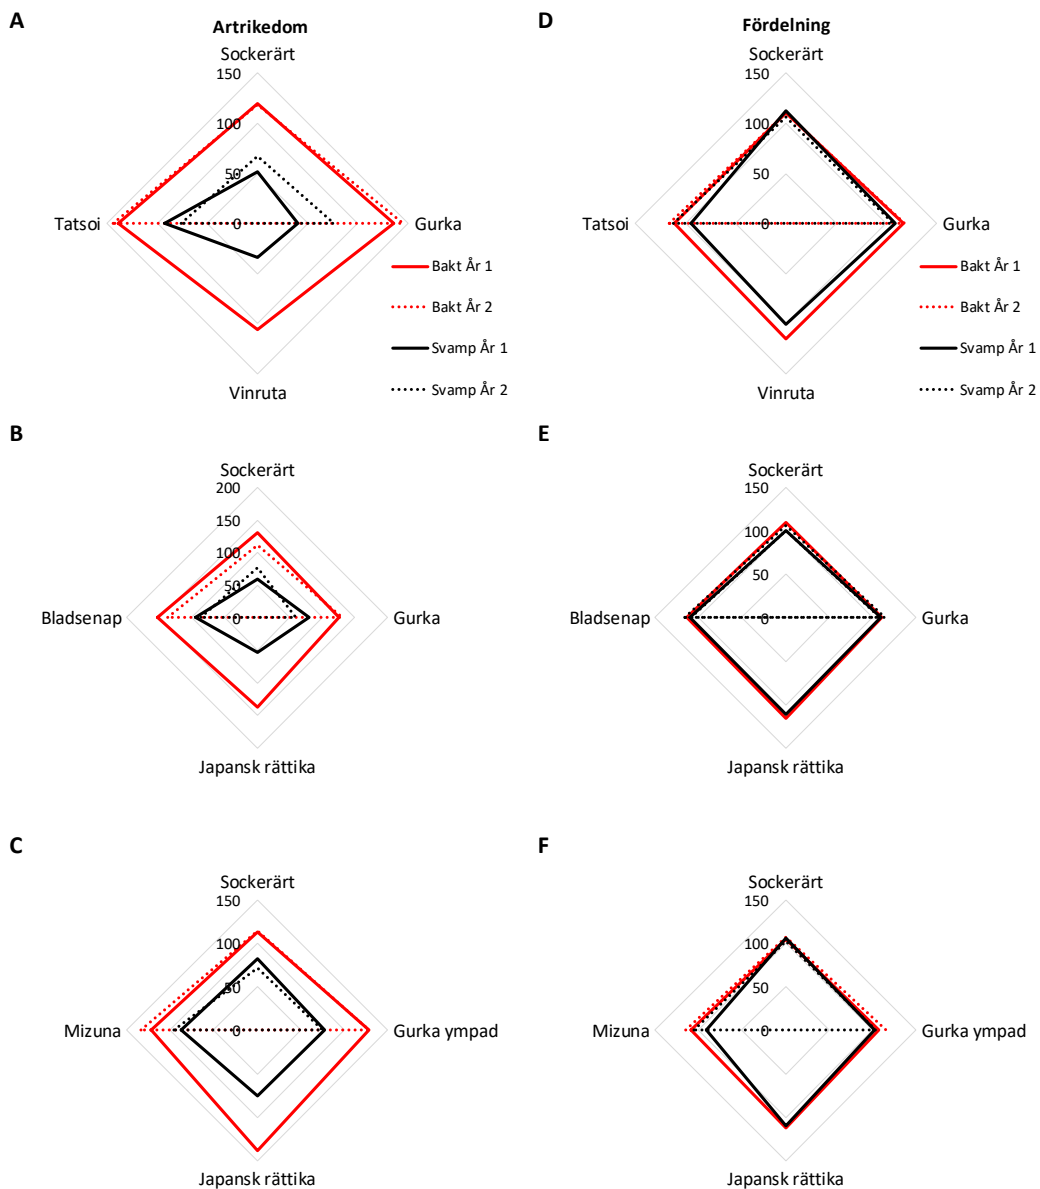 A
Artrikedom
Sockerärt
150
100
50
0
Tatsoi
Gurka
Vinruta
Bakt År 1
Bakt År 2
Svamp År 1
Svamp År 2
D
Fördelning
Sockerärt
150
100
50
0
Tatsoi
Gurka
Vinruta
Bakt År 1
Bakt År 2
Svamp År 1
Svamp År 2
B
Sockerärt
200
150
100
50
0
Bladsenap
Gurka
Japansk rättika
E
Sockerärt
150
100
50
0
Bladsenap
Gurka
Japansk rättika
C
Sockerärt
150
100
50
0
Mizuna
Gurka ympad
Japansk rättika
F
Sockerärt
150
100
50
0
Mizuna
Gurka ympad
Japansk rättika